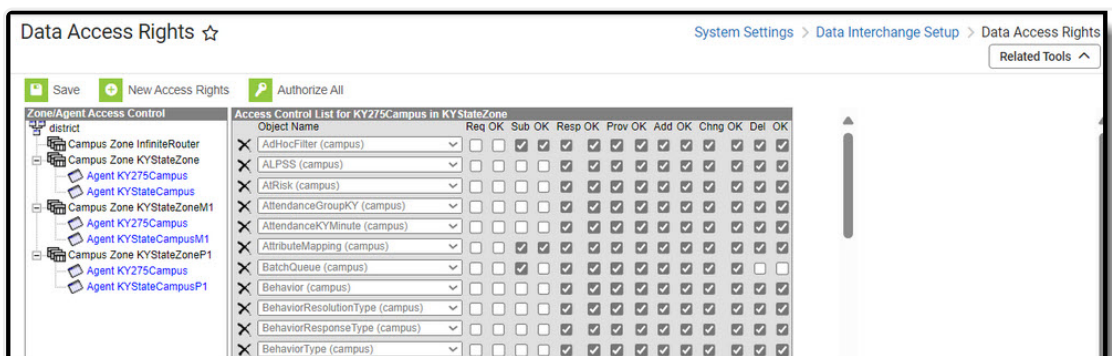 Data Access Rights
System Settings > Data Interchange Setup > Data Access Rights
Related Tools
Save New Access Rights Authorize All
Zone/Agent Access Control
district
Campus Zone InfiniteRouter
Campus Zone KYStateZone
Agent KY275Campus
Agent KYStateCampus
Campus Zone KYStateZoneM1
Agent KY275Campus
Agent KYStateCampusM1
Campus Zone KYStateZoneP1
Agent KY275Campus
Agent KYStateCampusP1
Access Control List for KY275Campus in KYStateZone
Object Name Req OK Sub OK Resp OK Prov OK Add OK Chng OK Del OK
AdHocFilter (campus)
ALPSS (campus)
AtRisk (campus)
AttendanceGroupKY (campus)
AttendanceKYMinute (campus)
AttributeMapping (campus)
BatchQueue (campus)
Behavior (campus)
BehaviorResolutionType (campus)
BehaviorResponseType (campus)
BehaviorType (campus)